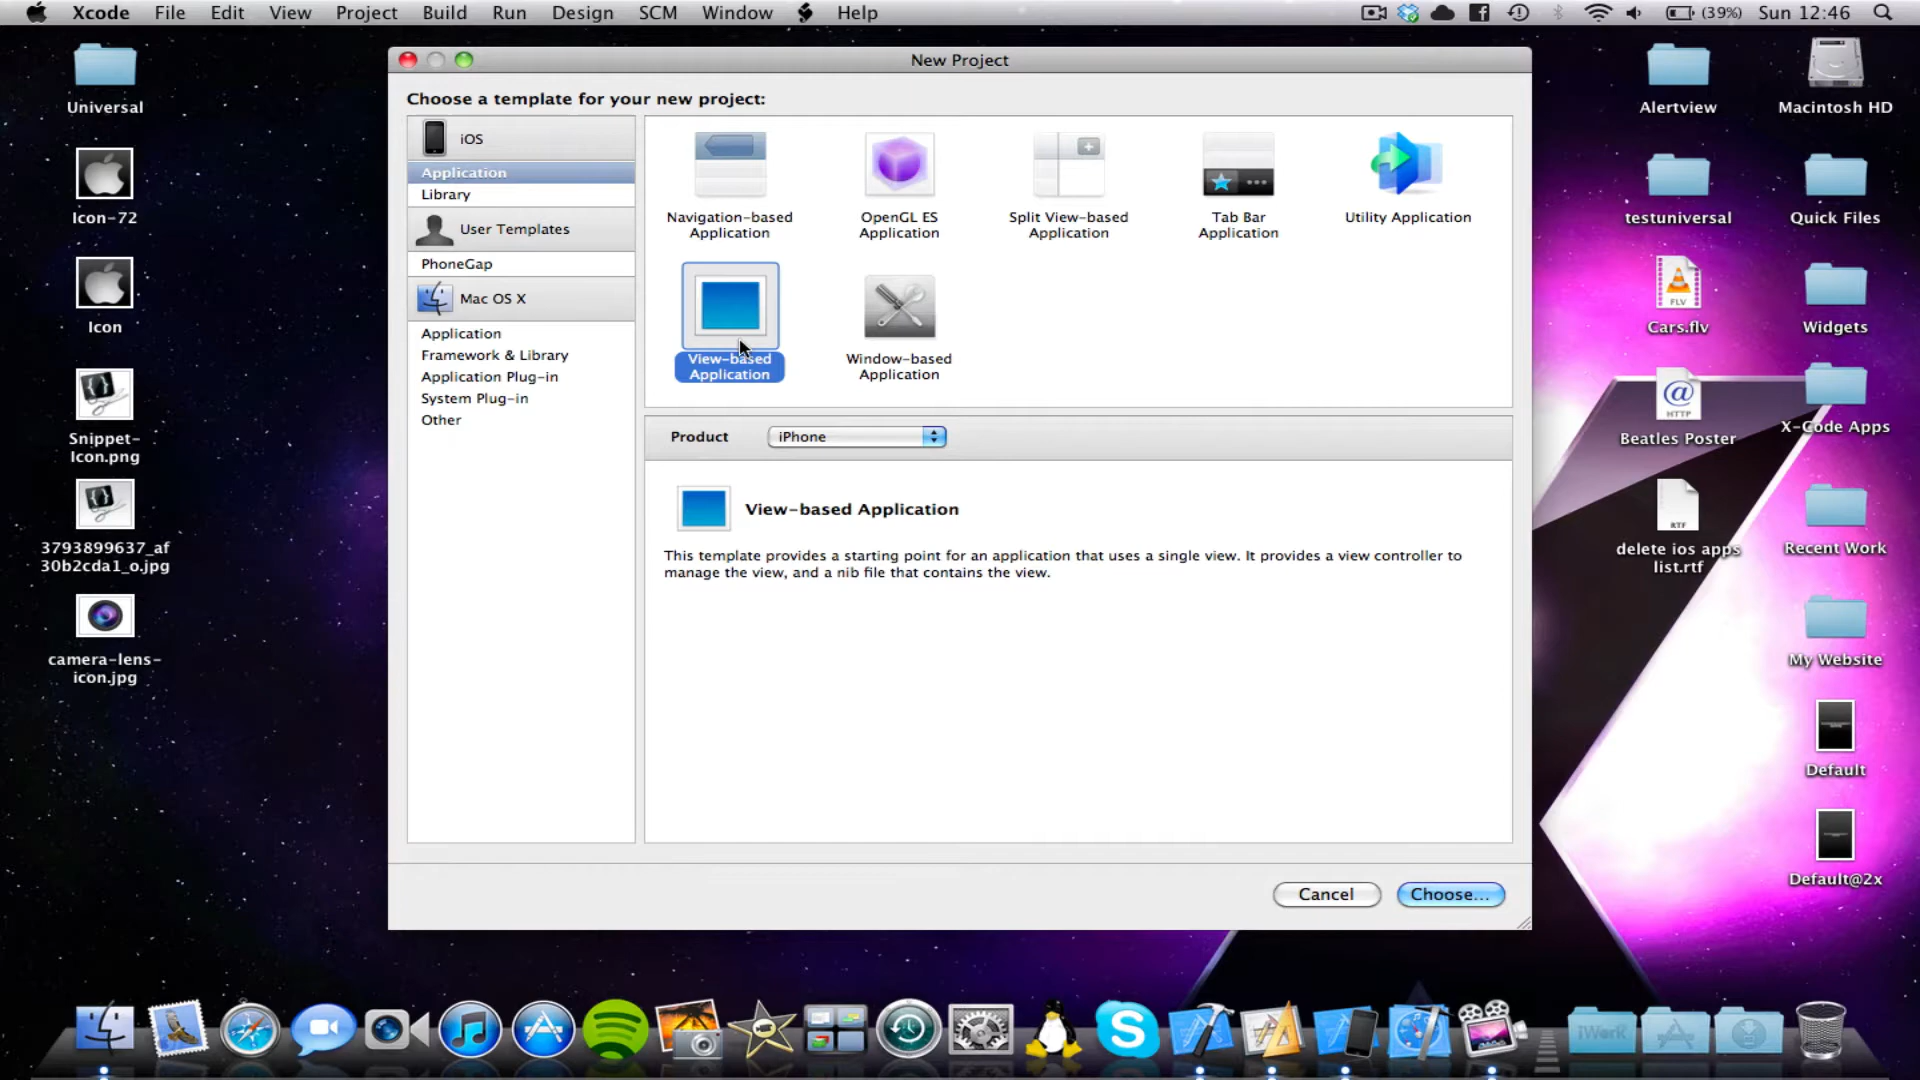 Xcode File Edit View Project Build Run Design SCM Window Help
(39%) Sun 12:46
New Project
Choose a template for your new project:
iOS
Application
Library
User Templates
PhoneGap
Mac OS X
Application
Framework & Library
Application Plug-in
System Plug-in
Other
Navigation-based
Application
OpenGL ES
Application
Split View-based
Application
Tab Bar
Application
Utility Application
View-based
Application
Window-based
Application
Product iPhone
View-based Application
This template provides a starting point for an application that uses a single view. It provides a view controller to
manage the view, and a nib file that contains the view.
Cancel
Choose...
Universal
Icon-72
Icon
Snippet-
Icon.png
3793899637_af
30b2cda1_o.jpg
camera-lens-
icon.jpg
Alertview
testuniversal
FLV
Cars.flv
HTTP
Beatles Poster
RTF
delete ios apps
list.rtf
Macintosh HD
Quick Files
Widgets
X-Code Apps
Recent Work
My Website
Default
Default@2x
iWork